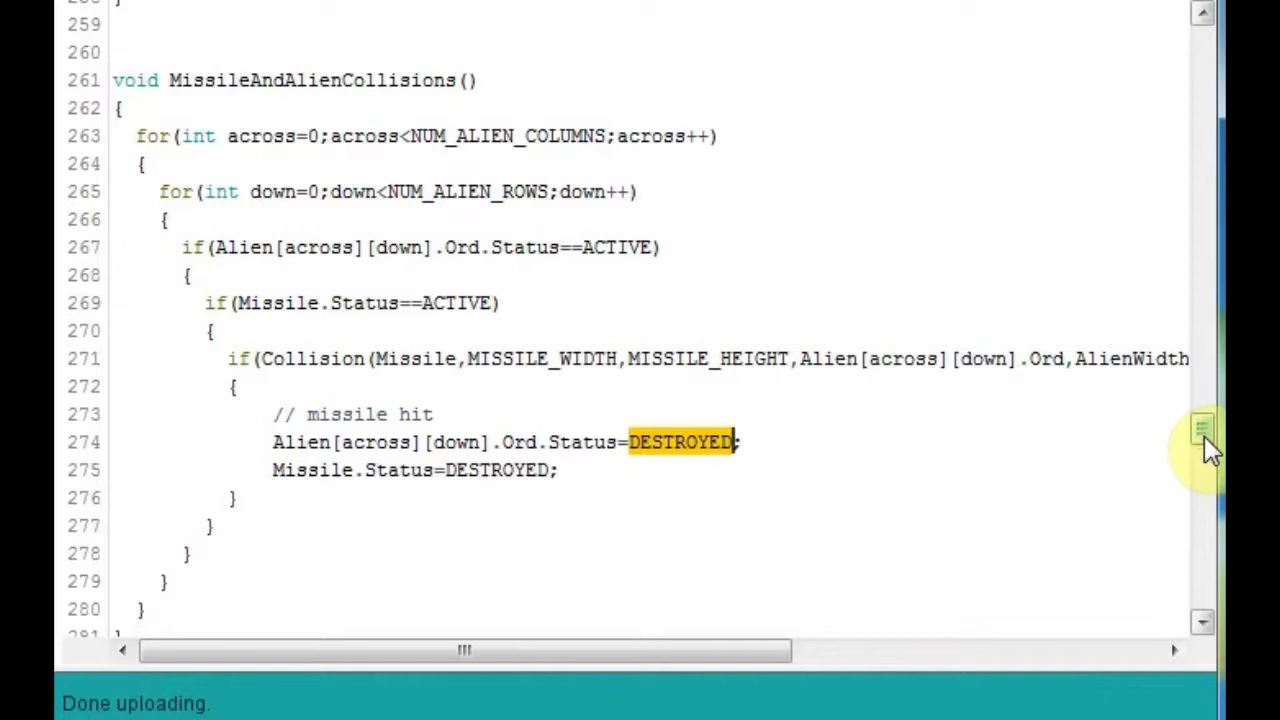 259
260
261 void MissileAndAlienCollisions()
262 {
263 for(int across=0;across<NUM_ALIEN_COLUMNS;across++)
264 {
265 for(int down=0;down<NUM_ALIEN_ROWS;down++)
266 {
267 if(Alien[across][down].Ord.Status==ACTIVE)
268 {
269 if(Missile.Status==ACTIVE)
270 {
271 if(Collision(Missile,MISSILE_WIDTH,MISSILE_HEIGHT,Alien[across][down].Ord,AlienWidth
272 {
273 // missile hit
274 Alien[across][down].Ord.Status=DESTROYED;
275 Missile.Status=DESTROYED;
276 }
277 }
278 }
279 }
280 }
281 }
Done uploading.